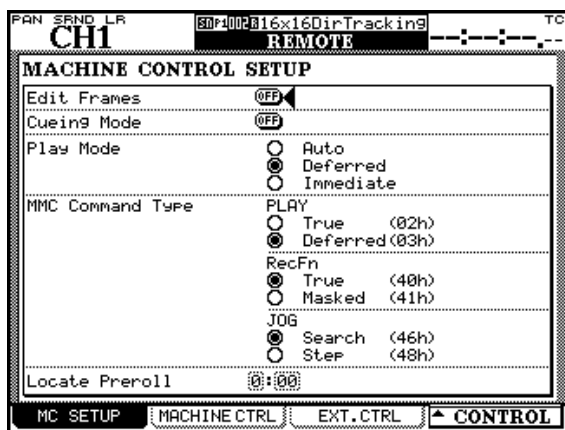 PAN SRND LR
CH1
002 16x16DirTracking
REMOTE
TC
--:--:--.--
MACHINE CONTROL SETUP
Edit Frames OFF
Cueing Mode OFF
Play Mode Auto
Deferred
Immediate
MMC Command Type PLAY
True (02h)
Deferred(03h)
RecFn
True (40h)
Masked (41h)
JOG
Search (46h)
Step (48h)
Locate Preroll 0:00
MC SETUP MACHINE CTRL EXT.CTRL CONTROL